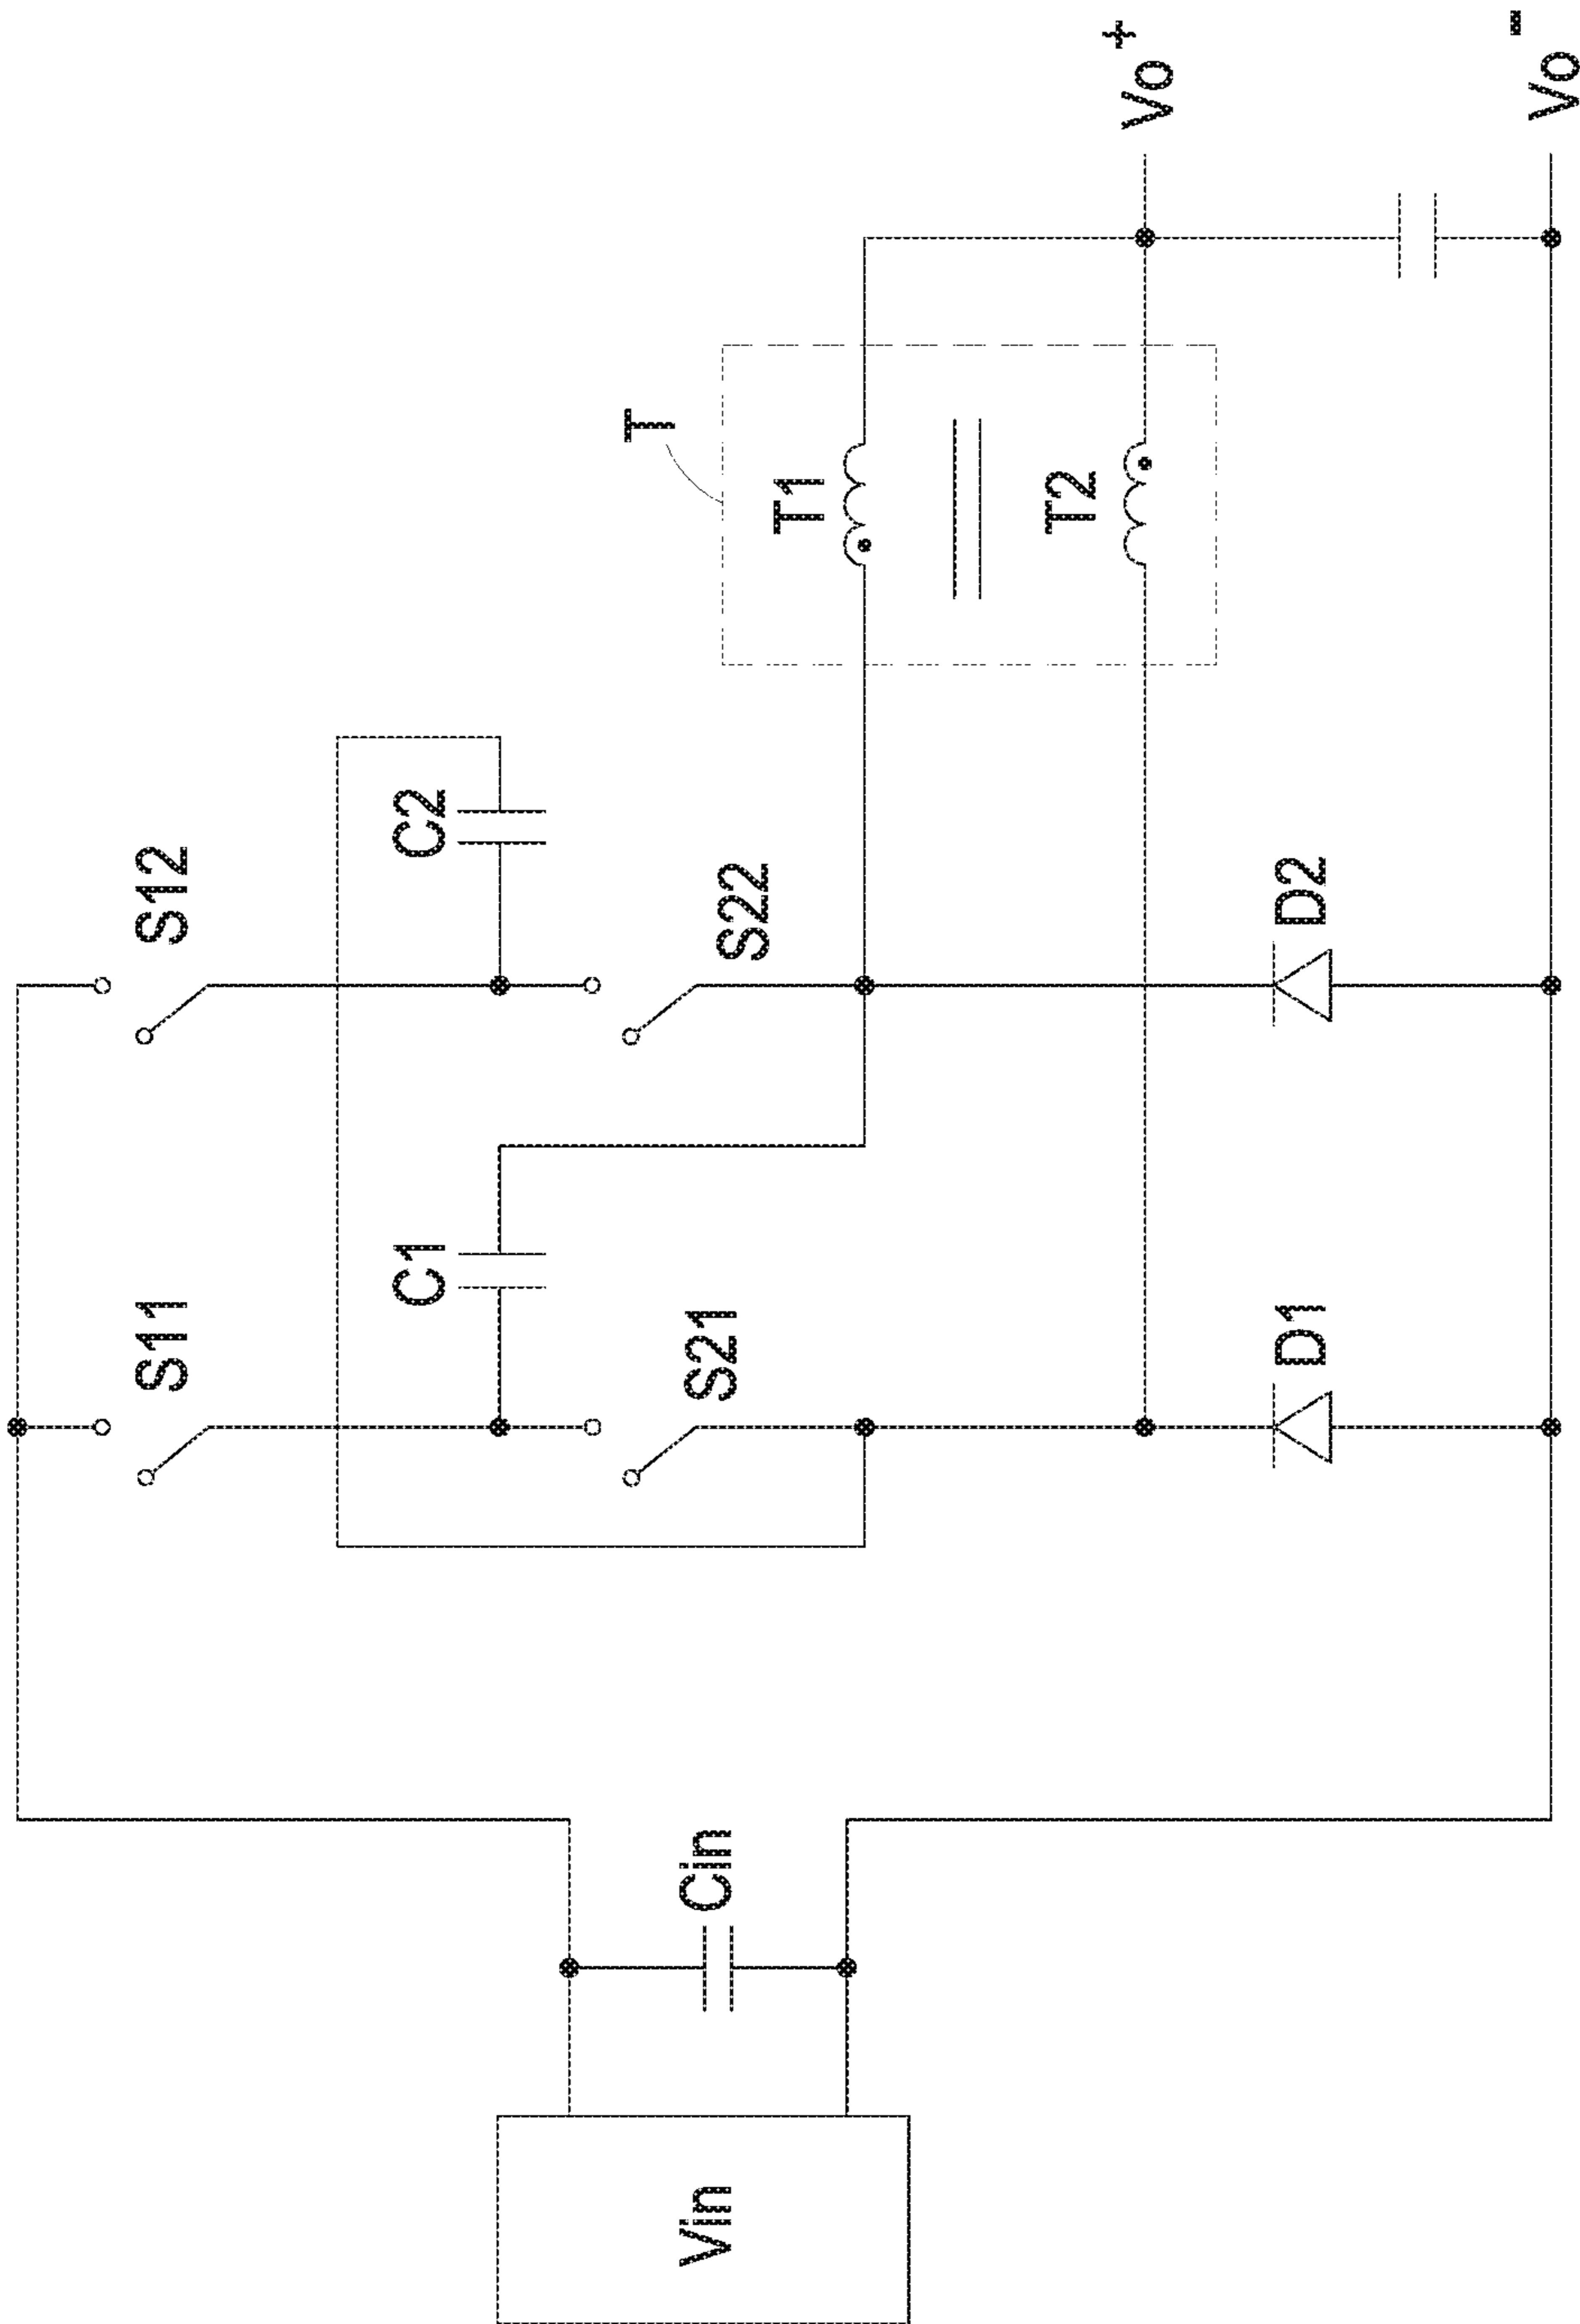 S11
S12
C1
C2
S21
S22
T
T1
T2
Vin
Cin
D1
D2
Vo +
Vo -